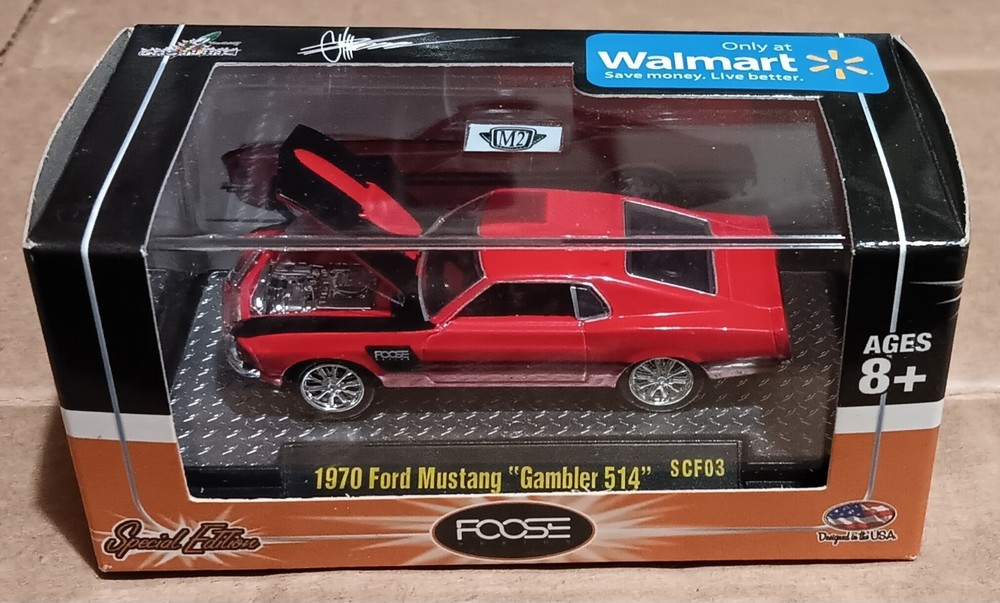 Only at
Walmart
Save money. Live better.
M2
FOOSE
AGES
8+
1970 Ford Mustang "Gambler 514" SCF03
Special Edition
FOOSE
Designed in the USA